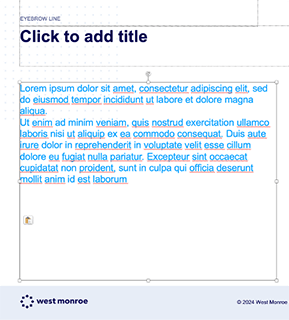 EYEBROW LINE
Click to add title
Lorem ipsum dolor sit amet, consectetur adipiscing elit, sed
do eiusmod tempor incididunt ut labore et dolore magna
aliqua.
Ut enim ad minim veniam, quis nostrud exercitation ullamco
laboris nisi ut aliquip ex ea commodo consequat. Duis aute
irure dolor in reprehenderit in voluptate velit esse cillum
dolore eu fugiat nulla pariatur. Excepteur sint occaecat
cupidatat non proident, sunt in culpa qui officia deserunt
mollit anim id est laborum
west monroe
© 2024 West Monroe